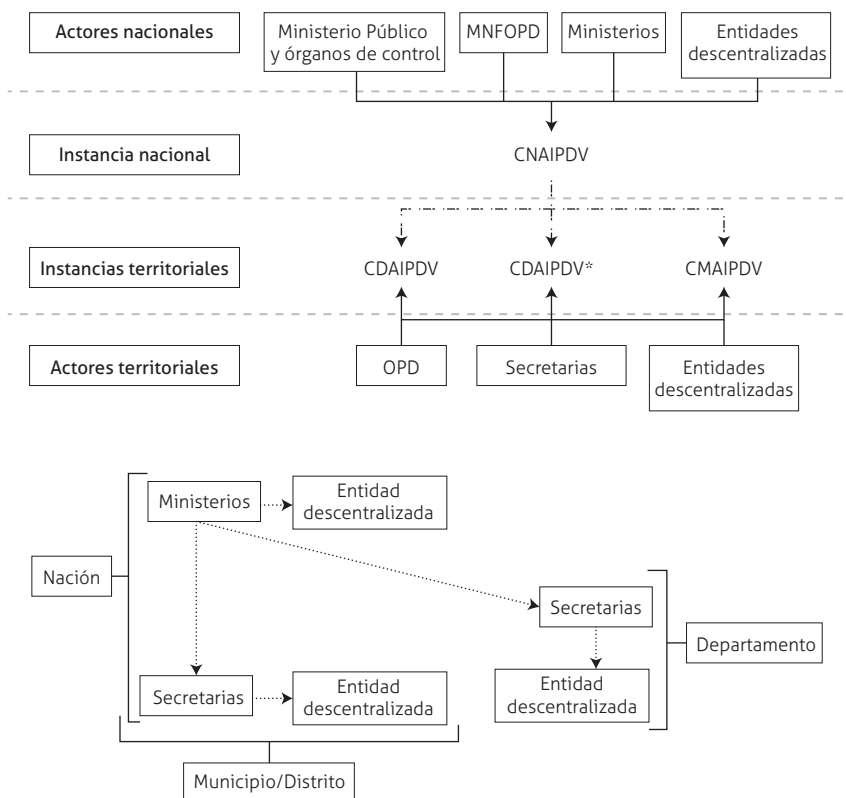 Actores nacionales
Ministerio Público
y órganos de control
MNFOPD
Ministerios
Entidades
descentralizadas
Instancia nacional
CNAIPDV
Instancias territoriales
CDAIPDV
CDAIPDV*
CMAIPDV
Actores territoriales
OPD
Secretarias
Entidades
descentralizadas
Ministerios
Entidad
descentralizada
Nación
Secretarias
Departamento
Secretarias
Entidad
descentralizada
Entidad
descentralizada
Municipio/Distrito